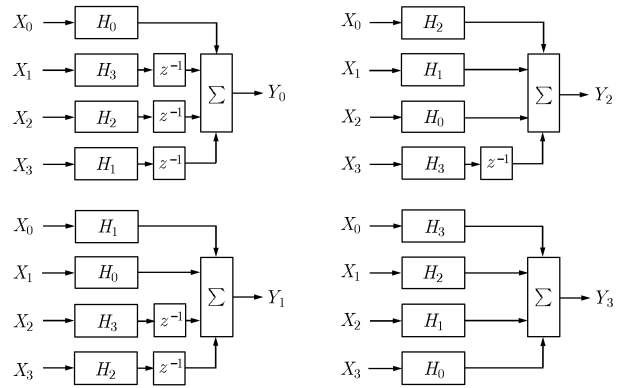 X₀ H₀
X₁ H₃ z⁻¹
X₂ H₂ z⁻¹
X₃ H₁ z⁻¹
Σ Y₀
X₀ H₂
X₁ H₁
X₂ H₀
X₃ H₃ z⁻¹
Σ Y₂
X₀ H₁
X₁ H₀
X₂ H₃ z⁻¹
X₃ H₂ z⁻¹
Σ Y₁
X₀ H₃
X₁ H₂
X₂ H₁
X₃ H₀
Σ Y₃